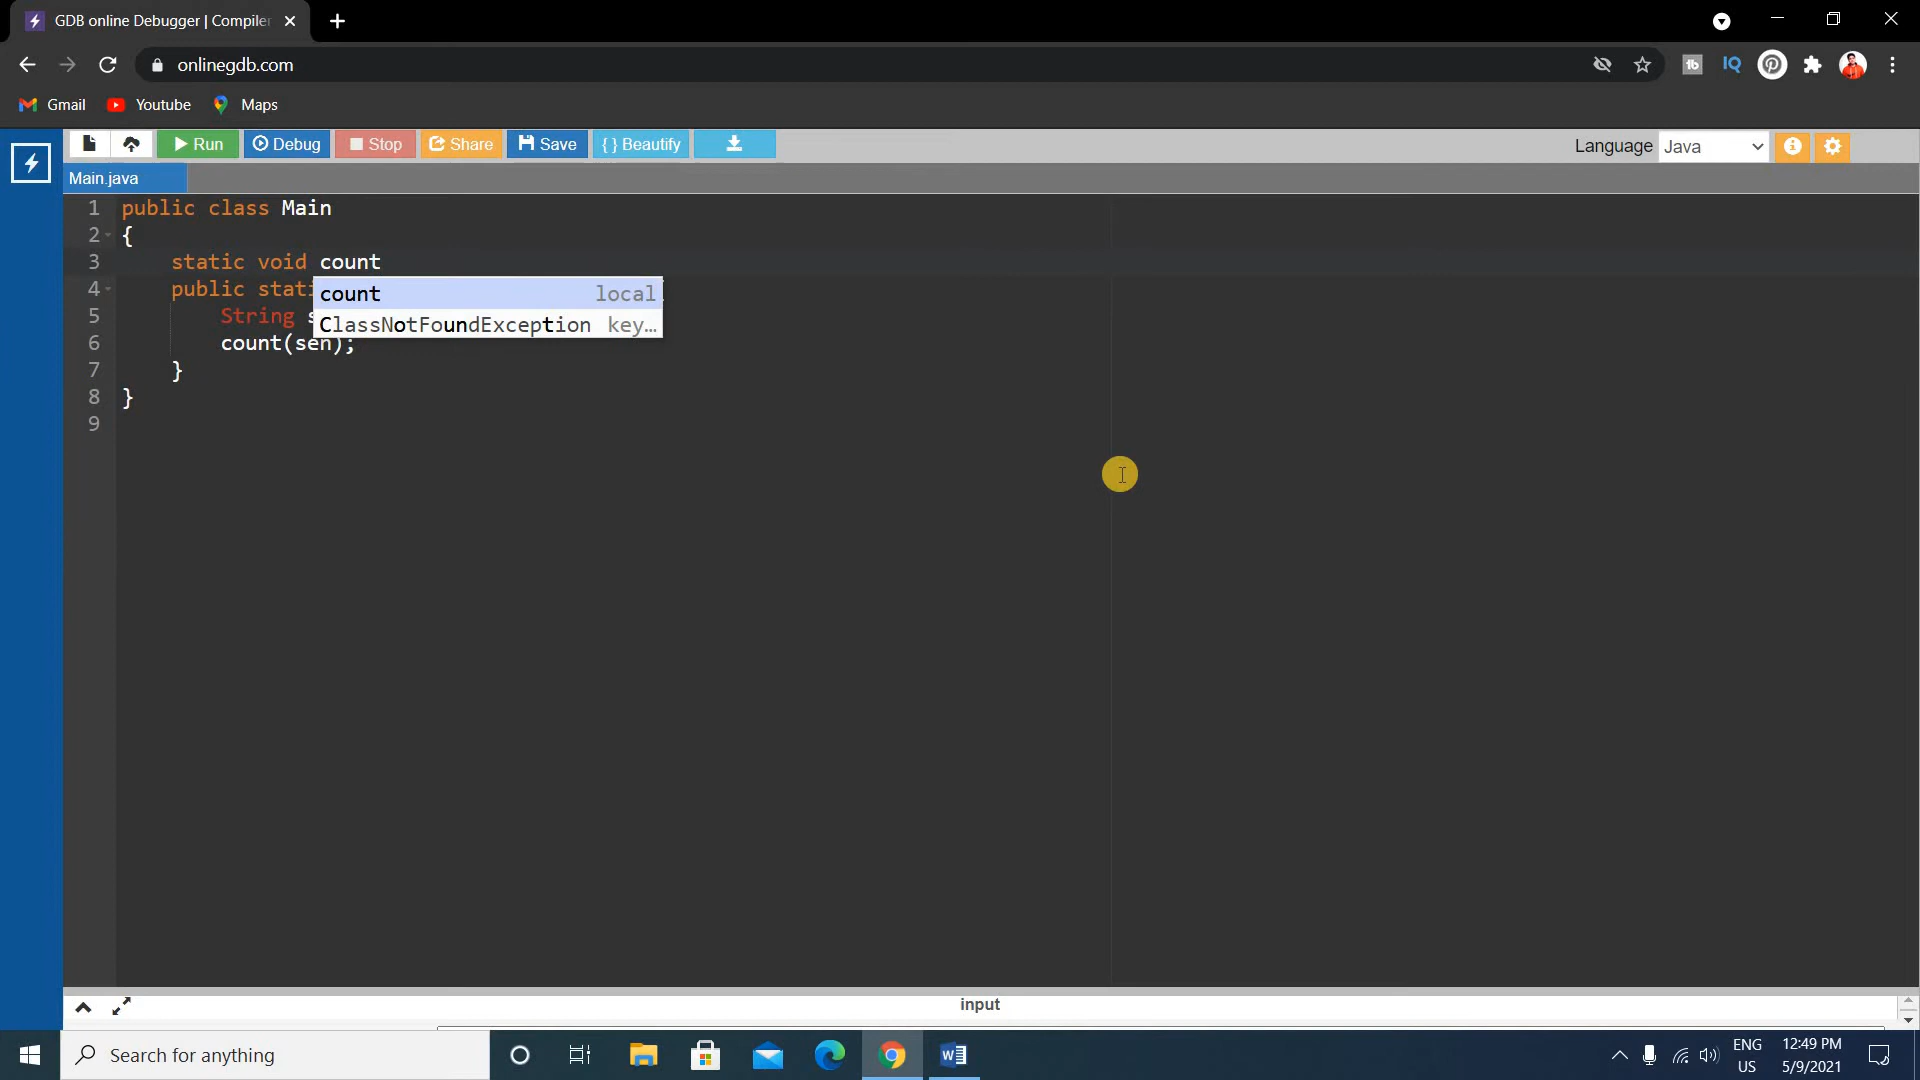 GDB online Debugger | Compiler
onlinegdb.com
IQ
Gmail Youtube Maps
Run Debug Stop Share Save { } Beautify Language Java
Main.java
1 public class Main
2 {
3 static void count
4 public stati
5 String s
6 count(sen);
7 }
8 }
9
count local
ClassNotFoundException key…
input
Search for anything
ENG 12:49 PM
US 5/9/2021